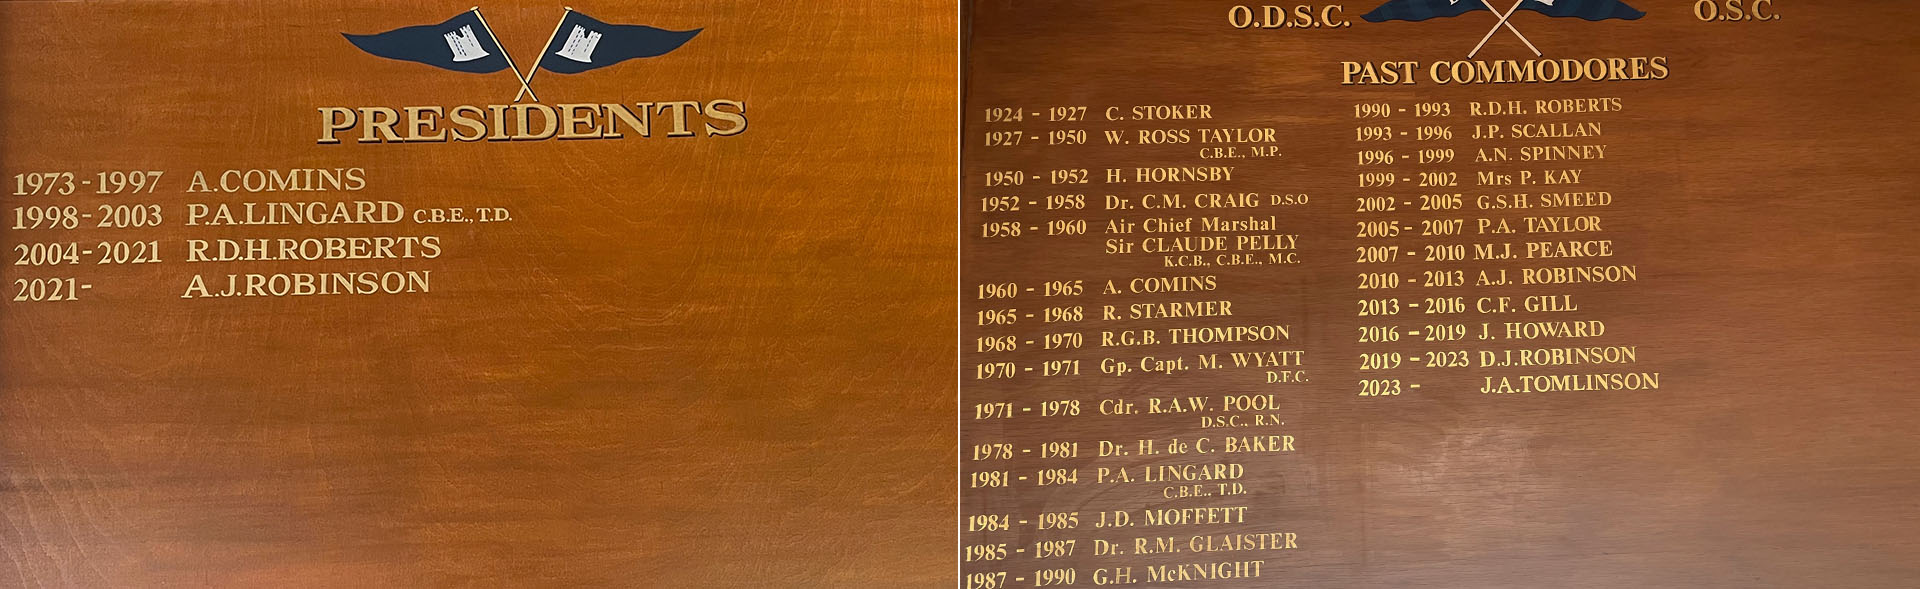 PRESIDENTS
1973-1997 A.COMINS
1998-2003 P.A.LINGARD C.B.E.,T.D.
2004-2021 R.D.H.ROBERTS
2021- A.J.ROBINSON
O.D.S.C. O.S.C.
PAST COMMODORES
1924 - 1927 C. STOKER
1927 - 1950 W. ROSS TAYLOR
C.B.E., M.P.
1950 - 1952 H. HORNSBY
1952 - 1958 Dr. C.M. CRAIG D.S.O
1958 - 1960 Air Chief Marshal
Sir CLAUDE PELLY
K.C.B., C.B.E., M.C.
1960 - 1965 A. COMINS
1965 - 1968 R. STARMER
1968 - 1970 R.G.B. THOMPSON
1970 - 1971 Gp. Capt. M. WYATT
D.F.C.
1971 - 1978 Cdr. R.A.W. POOL
D.S.C., R.N.
1978 - 1981 Dr. H. de C. BAKER
1981 - 1984 P.A. LINGARD
C.B.E., T.D.
1984 - 1985 J.D. MOFFETT
1985 - 1987 Dr. R.M. GLAISTER
1987 - 1990 G.H. McKNIGHT
1990 - 1993 R.D.H. ROBERTS
1993 - 1996 J.P. SCALLAN
1996 - 1999 A.N. SPINNEY
1999 - 2002 Mrs P. KAY
2002 - 2005 G.S.H. SMEED
2005 - 2007 P.A. TAYLOR
2007 - 2010 M.J. PEARCE
2010 - 2013 A.J. ROBINSON
2013 - 2016 C.F. GILL
2016 - 2019 J. HOWARD
2019 - 2023 D.J.ROBINSON
2023 - J.A.TOMLINSON